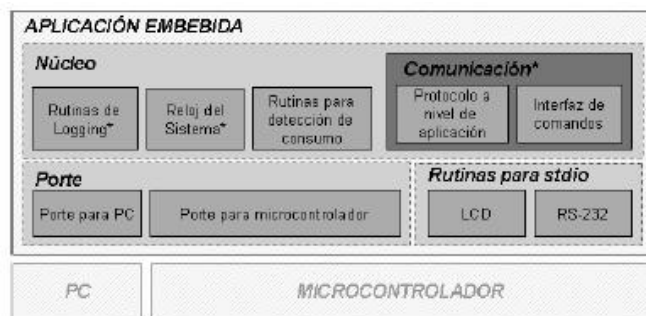 APLICACIÓN EMBEBIDA
Núcleo
Comunicación*
Rutinas de
Logging*
Reloj del
Sistema*
Rutinas para
detección de
consumo
Protocolo a
nivel de
aplicación
Interfaz de
comandos
Porte
Rutinas para stdio
Porte para PC
Porte para microcontrolador
LCD
RS-232
PC
MICROCONTROLADOR